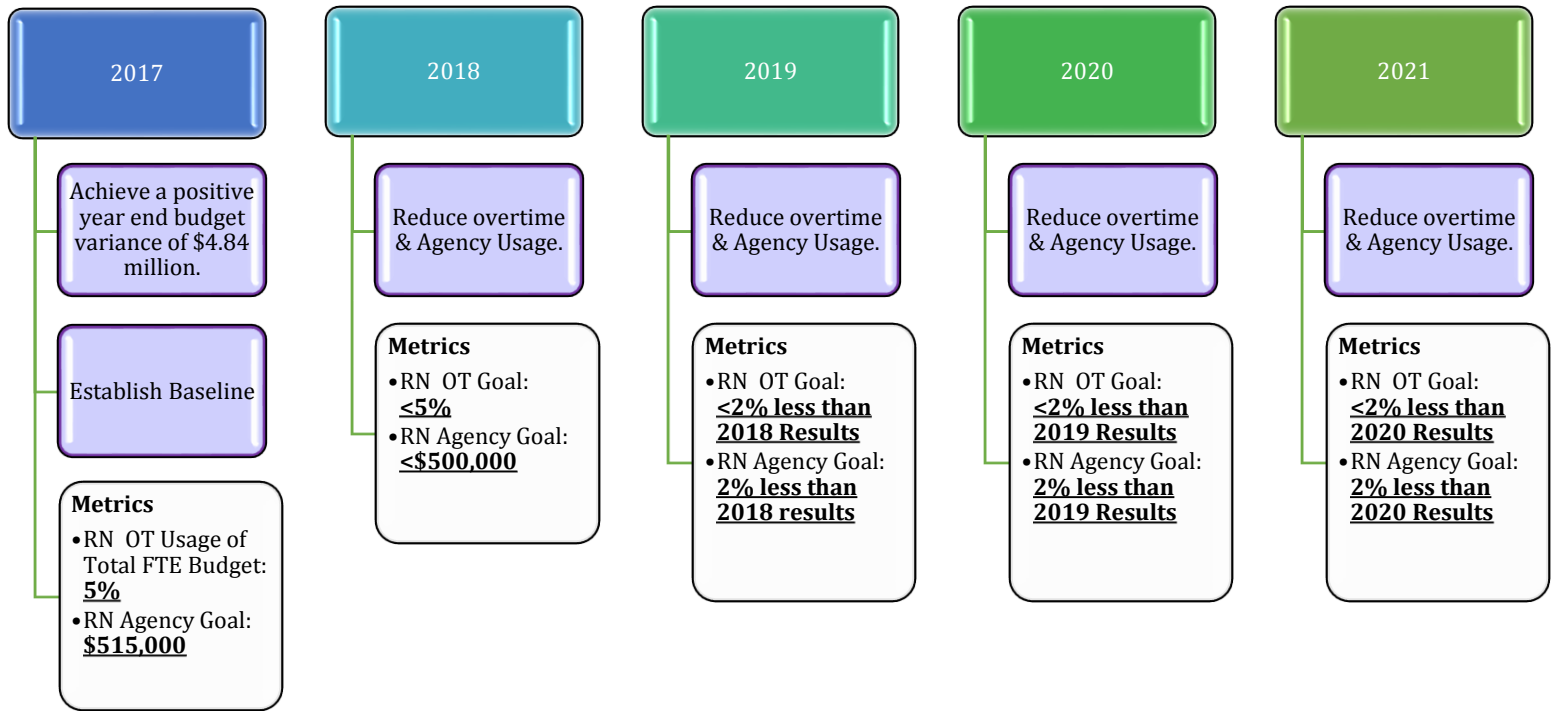 2017
Achieve a positive
year end budget
variance of $4.84
million.
Establish Baseline
Metrics
•RN OT Usage of
Total FTE Budget:
5%
•RN Agency Goal:
$515,000
2018
Reduce overtime
& Agency Usage.
Metrics
•RN OT Goal:
<5%
•RN Agency Goal:
<$500,000
2019
Reduce overtime
& Agency Usage.
Metrics
•RN OT Goal:
<2% less than
2018 Results
•RN Agency Goal:
2% less than
2018 results
2020
Reduce overtime
& Agency Usage.
Metrics
•RN OT Goal:
<2% less than
2019 Results
•RN Agency Goal:
2% less than
2019 Results
2021
Reduce overtime
& Agency Usage.
Metrics
•RN OT Goal:
<2% less than
2020 Results
•RN Agency Goal:
2% less than
2020 Results